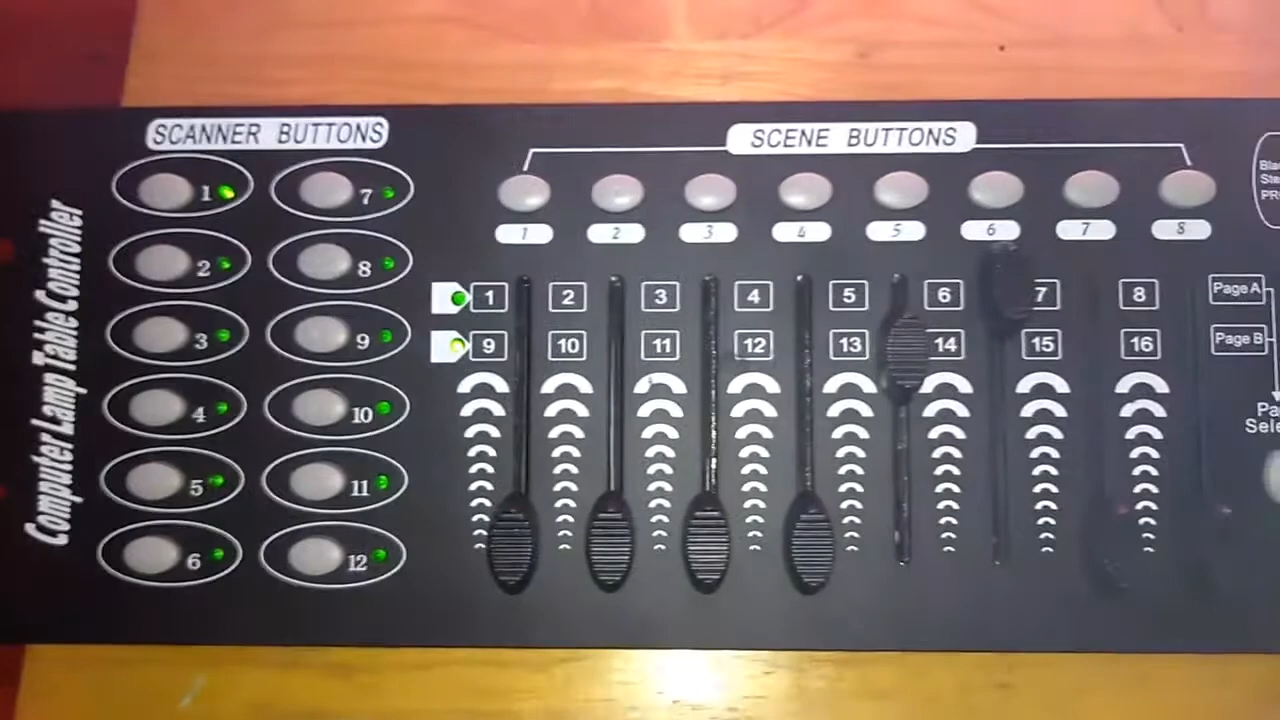 Computer Lamp Table Controller
SCANNER BUTTONS
1 7
2 8
3 9
4 10
5 11
6 12
SCENE BUTTONS
1 2 3 4 5 6 7 8
1 2 3 4 5 6 7 8
9 10 11 12 13 14 15 16
Page A
Page B